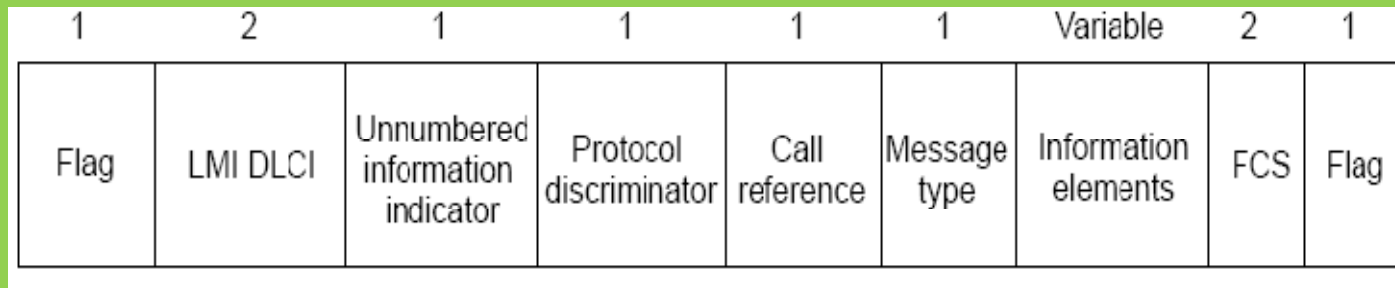 1 2 1 1 1 1 Variable 2 1
Flag
LMI DLCI
Unnumbered
information
indicator
Protocol
discriminator
Call
reference
Message
type
Information
elements
FCS
Flag